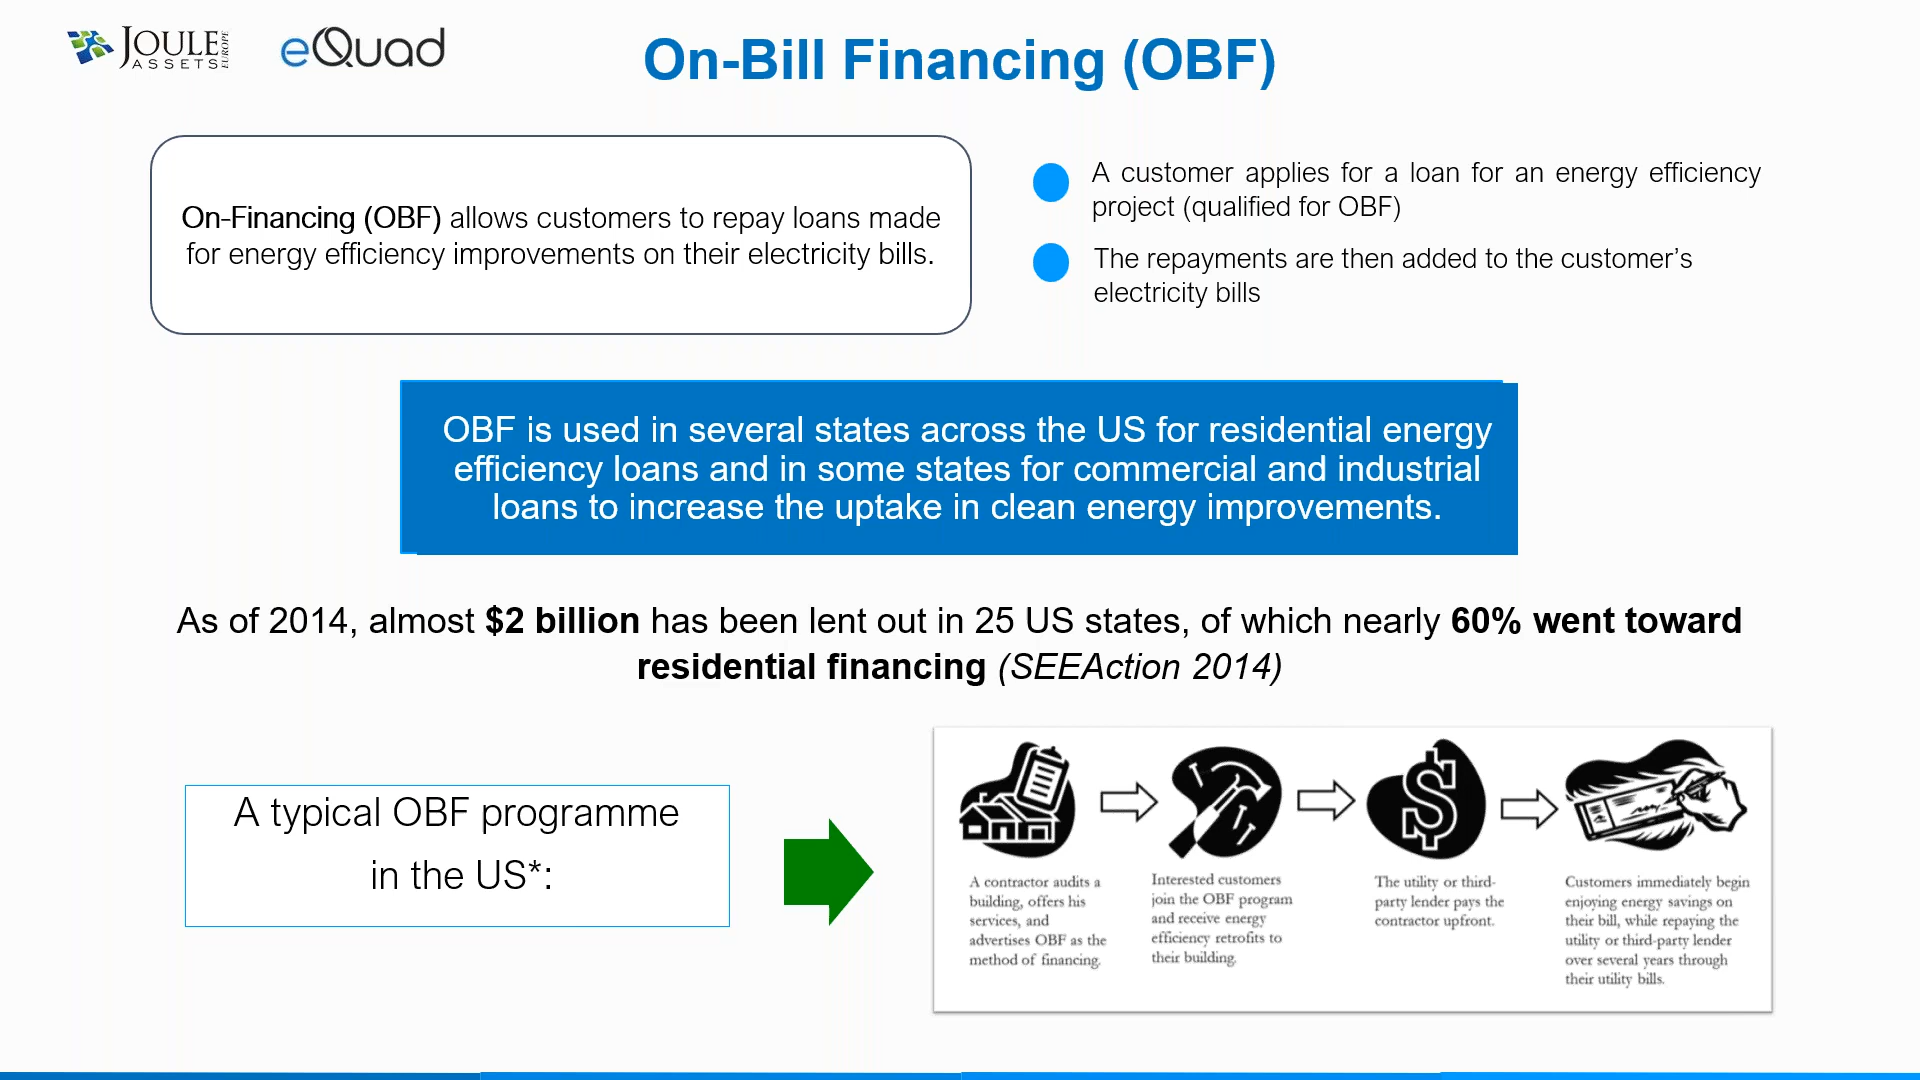 JOULE
ASSETS
EUROPE
eQuad
On-Bill Financing (OBF)
On-Financing (OBF) allows customers to repay loans made
for energy efficiency improvements on their electricity bills.
A customer applies for a loan for an energy efficiency
project (qualified for OBF)
The repayments are then added to the customer’s
electricity bills
OBF is used in several states across the US for residential energy
efficiency loans and in some states for commercial and industrial
loans to increase the uptake in clean energy improvements.
As of 2014, almost $2 billion has been lent out in 25 US states, of which nearly 60% went toward
residential financing (SEEAction 2014)
A typical OBF programme
in the US*:
A contractor audits a
building, offers his
services, and
advertises OBF as the
method of financing.
Interested customers
join the OBF program
and receive energy
efficiency retrofits to
their building.
The utility or third-
party lender pays the
contractor upfront.
Customers immediately begin
enjoying energy savings on
their bill, while repaying the
utility or third-party lender
over several years through
their utility bills.